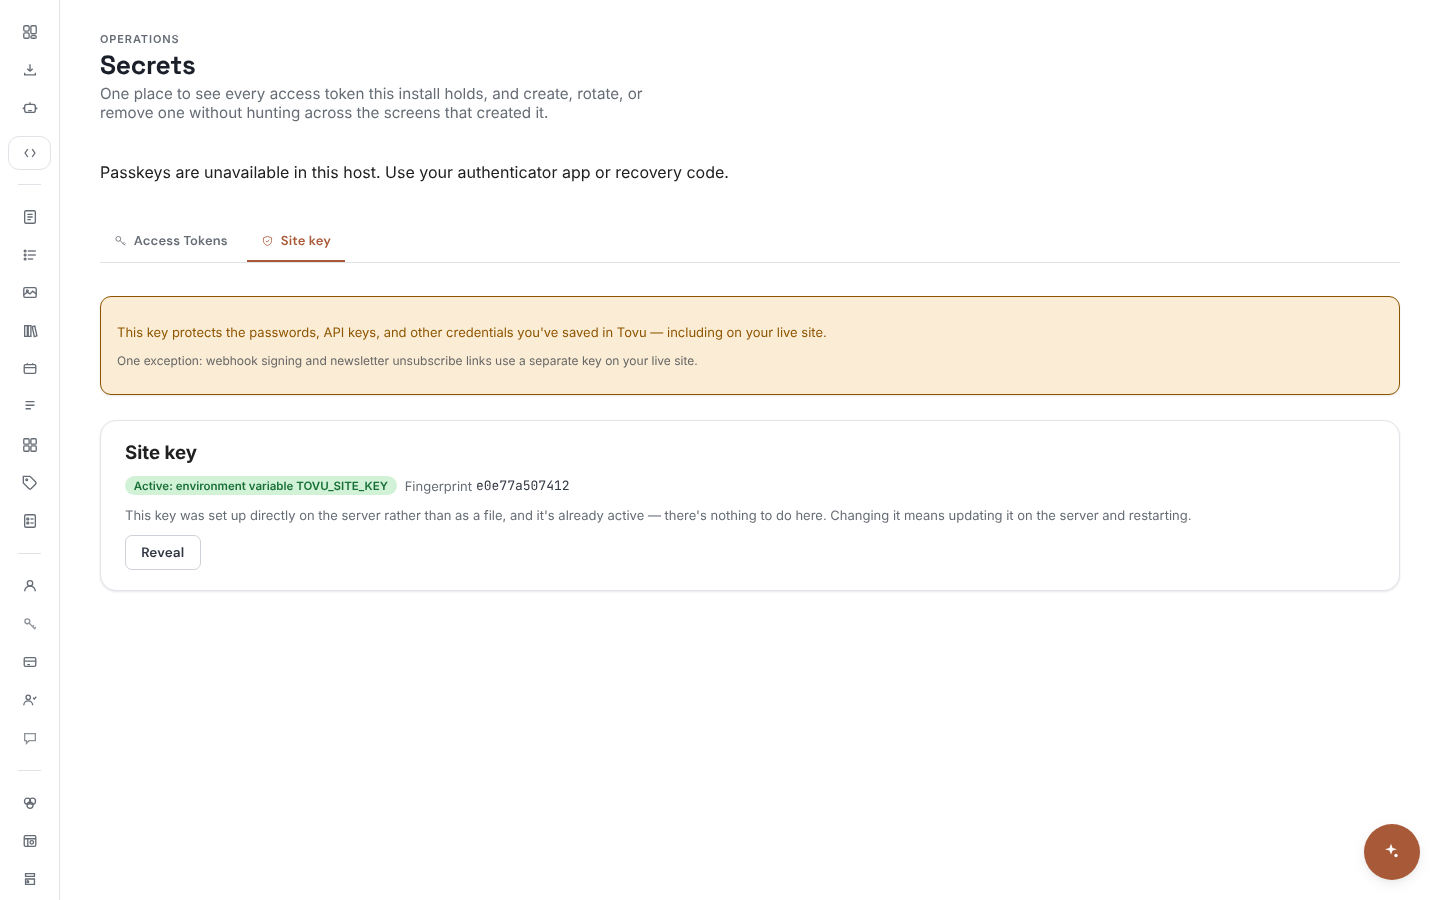 OPERATIONS
Secrets
One place to see every access token this install holds, and create, rotate, or
remove one without hunting across the screens that created it.
Passkeys are unavailable in this host. Use your authenticator app or recovery code.
Access Tokens
Site key
This key protects the passwords, API keys, and other credentials you've saved in Tovu — including on your live site.
One exception: webhook signing and newsletter unsubscribe links use a separate key on your live site.
Site key
Active: environment variable TOVU_SITE_KEY Fingerprint e0e77a507412
This key was set up directly on the server rather than as a file, and it's already active — there's nothing to do here. Changing it means updating it on the server and restarting.
Reveal